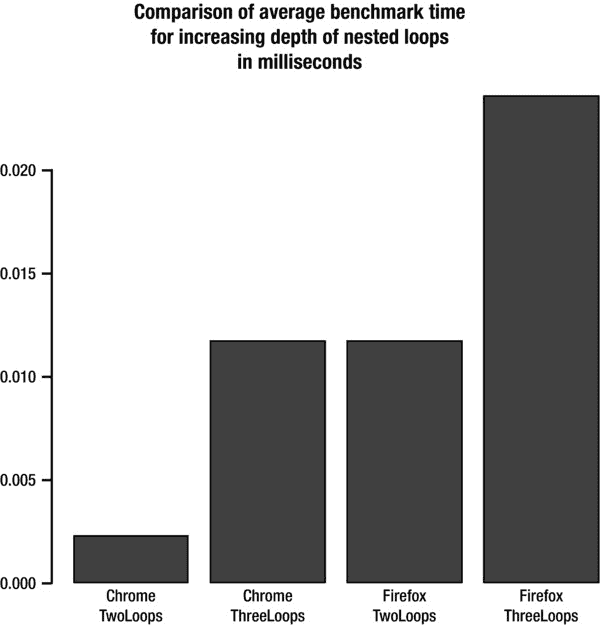 Comparison of average benchmark time
for increasing depth of nested loops
in milliseconds
0.020
0.015
0.010
0.005
0.000
Chrome
TwoLoops
Chrome
ThreeLoops
Firefox
TwoLoops
Firefox
ThreeLoops